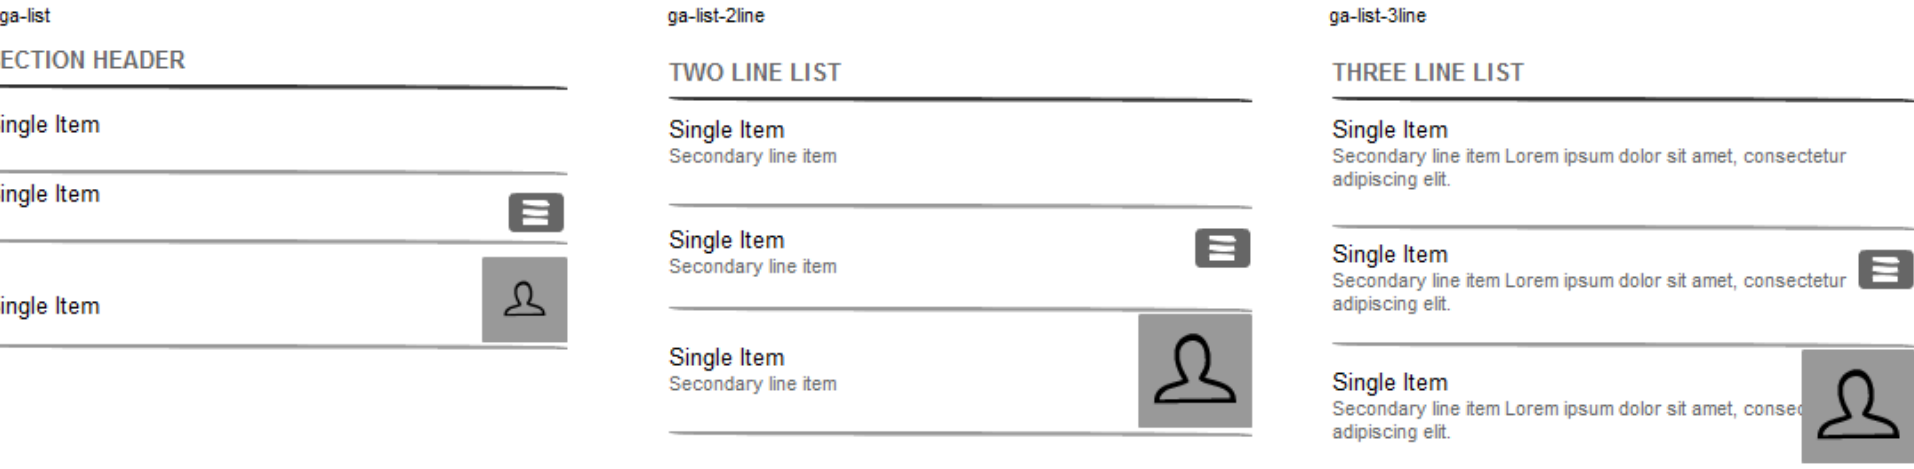 ga-list
ECTION HEADER
ingle Item
ingle Item
ingle Item
ga-list-2line
TWO LINE LIST
Single Item
Secondary line item
Single Item
Secondary line item
Single Item
Secondary line item
ga-list-3line
THREE LINE LIST
Single Item
Secondary line item Lorem ipsum dolor sit amet, consectetur
adipiscing elit.
Single Item
Secondary line item Lorem ipsum dolor sit amet, consectetur
adipiscing elit.
Single Item
Secondary line item Lorem ipsum dolor sit amet, consec
adipiscing elit.